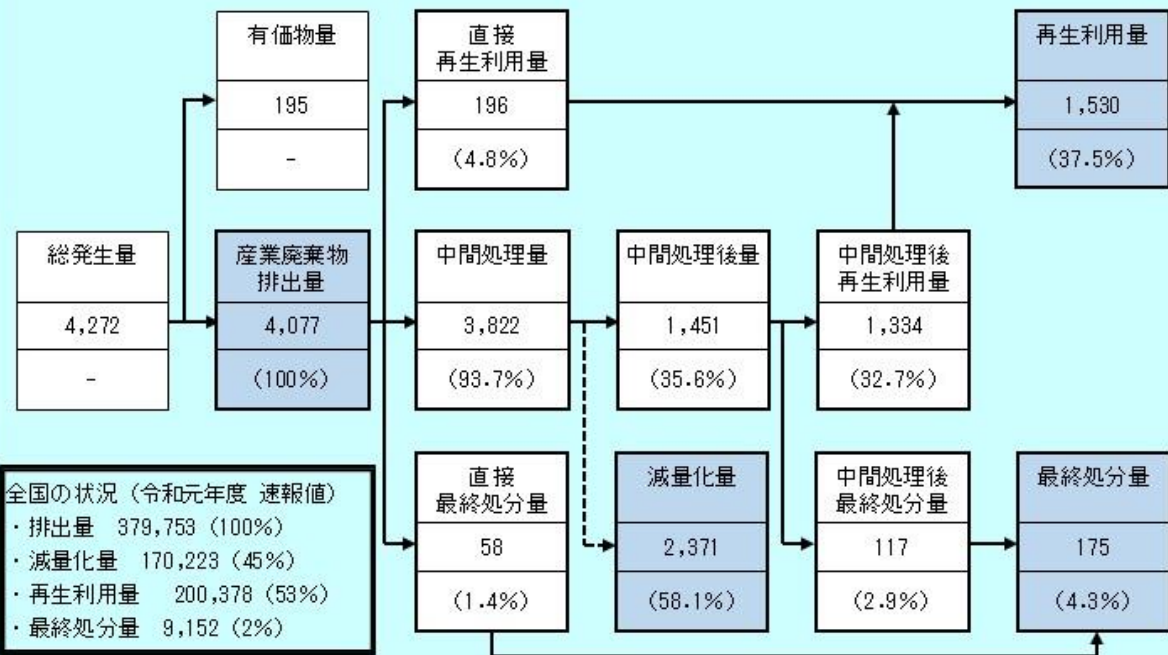 有価物量
195
-
直接
再生利用量
196
(4.8%)
再生利用量
1,530
(37.5%)
総発生量
4,272
-
産業廃棄物
排出量
4,077
(100%)
中間処理量
3,822
(93.7%)
中間処理後量
1,451
(35.6%)
中間処理後
再生利用量
1,334
(32.7%)
直接
最終処分量
58
(1.4%)
減量化量
2,371
(58.1%)
中間処理後
最終処分量
117
(2.9%)
最終処分量
175
(4.3%)
全国の状況（令和元年度 速報値）
・排出量 379,753 (100%)
・減量化量 170,223 (45%)
・再生利用量 200,378 (53%)
・最終処分量 9,152 (2%)